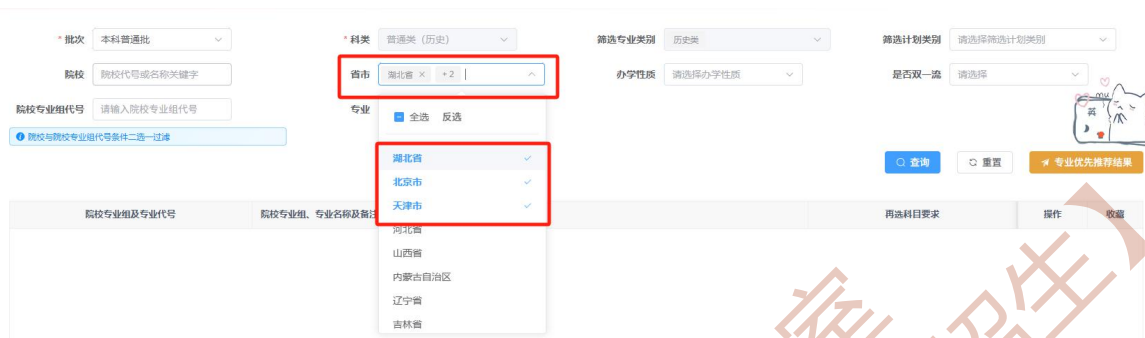 * 批次 本科普通批 * 科类 普通类（历史） 筛选专业类别 历史类 筛选计划类别 请选择筛选计划类别
院校 院校代号或名称关键字 省市 湖北省 × +2 办学性质 请选择办学性质 是否双一流 请选择
院校专业组代号 请输入院校专业组代号 专业
院校与院校专业组代号条件二选一过滤
全选 反选
查询 重置 专业优先推荐结果
湖北省
北京市
天津市
院校专业组及专业代号 院校专业组、专业名称及备注 再选科目要求 操作 收藏
河北省
山西省
内蒙古自治区
辽宁省
吉林省